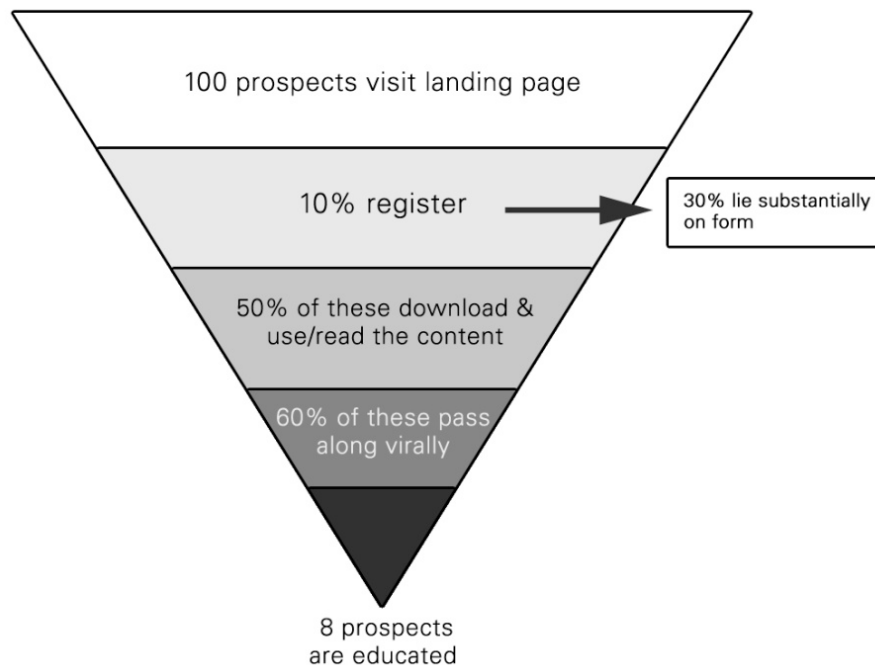 100 prospects visit landing page
10% register
30% lie substantially
on form
50% of these download &
use/read the content
60% of these pass
along virally
8 prospects
are educated